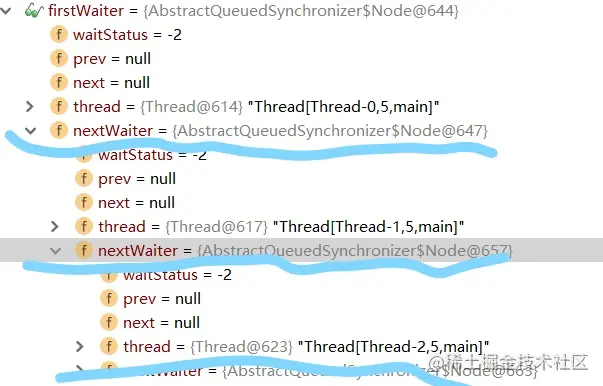 firstWaiter = {AbstractQueuedSynchronizer$Node@644}
f waitStatus = -2
f prev = null
f next = null
f thread = {Thread@614} "Thread[Thread-0,5,main]"
f nextWaiter = {AbstractQueuedSynchronizer$Node@647}
f waitStatus = -2
f prev = null
f next = null
f thread = {Thread@617} "Thread[Thread-1,5,main]"
f nextWaiter = {AbstractQueuedSynchronizer$Node@657}
f waitStatus = -2
f prev = null
f next = null
f thread = {Thread@623} "Thread[Thread-2,5,main]"
f nextWaiter = {AbstractQueuedSynchronizer$Node@663}
@稀土掘金技术社区